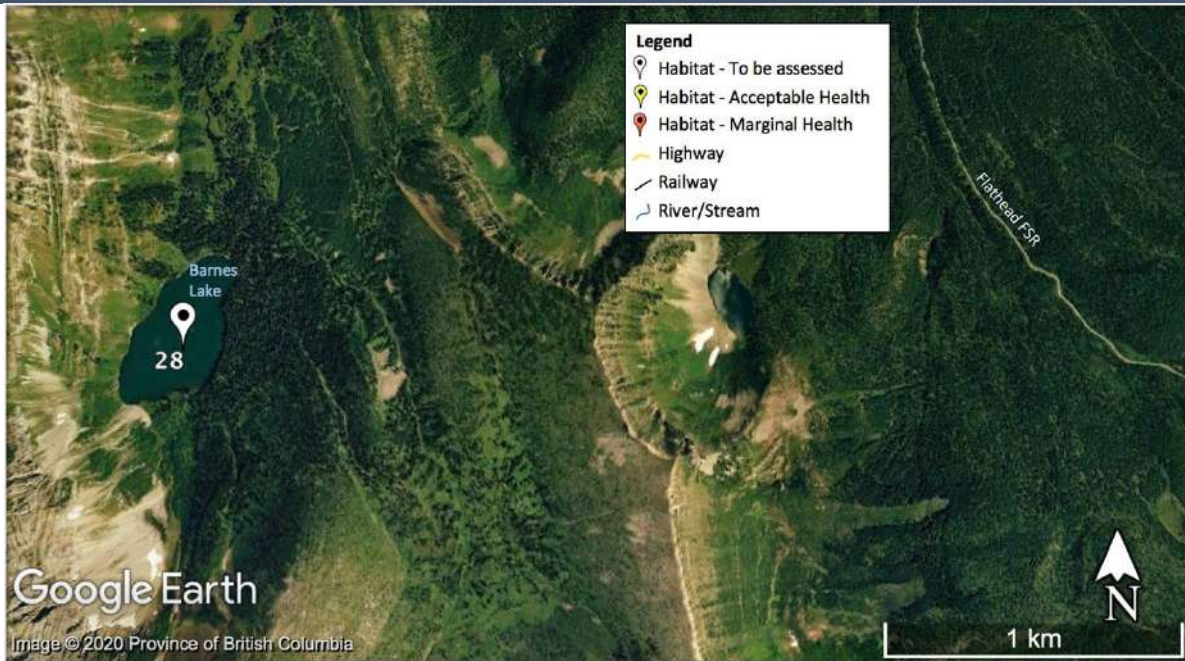 Legend
Habitat - To be assessed
Habitat - Acceptable Health
Habitat - Marginal Health
Highway
Railway
River/Stream
Flathead FSR
Barnes
Lake
28
Google Earth
Image © 2020 Province of British Columbia
N
1 km